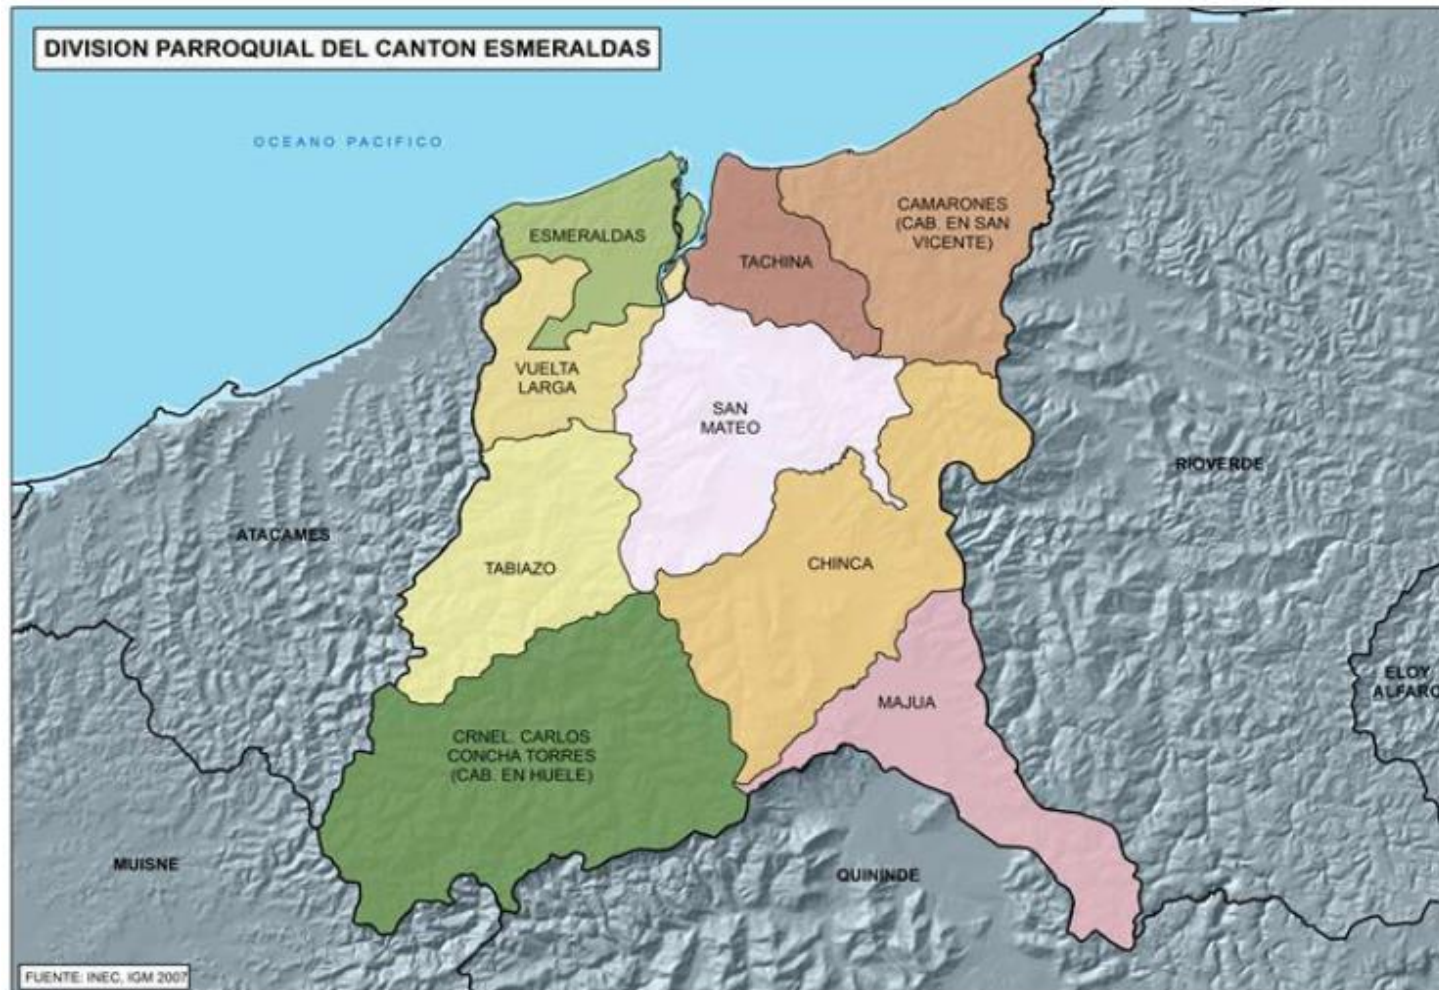 DIVISION PARROQUIAL DEL CANTON ESMERALDAS
OCEANO PACIFICO
ESMERALDAS
CAMARONES
(CAB. EN SAN
VICENTE)
TACHINA
VUELTA
LARGA
SAN
MATEO
RIOVERDE
ATACAMES
TABIAZO
CHINCA
ELOY
ALFARO
MAJUA
CRNEL. CARLOS
CONCHA TORRES
(CAB. EN HUELE)
MUISNE
QUININDE
FUENTE: INEC, IGM 2007